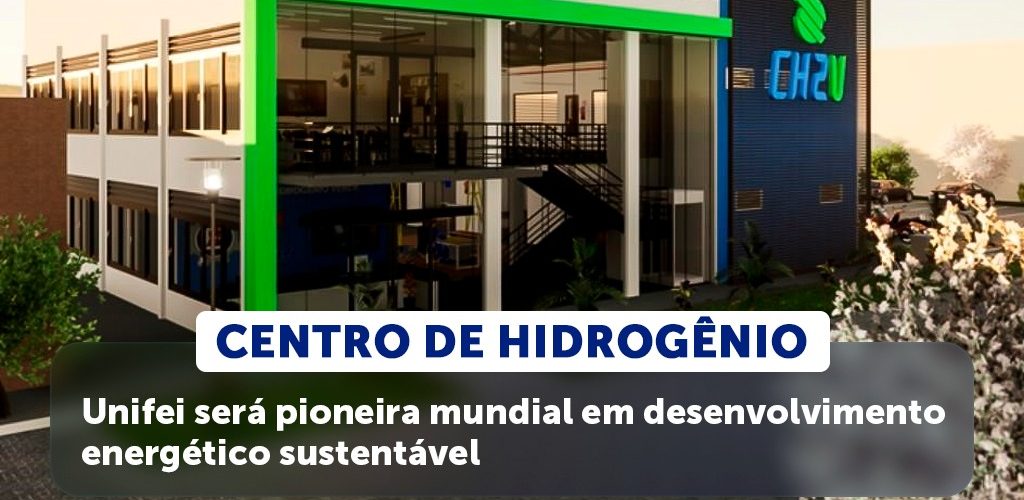 CH2V
CENTRO DE HIDROGÊNIO
Unifei será pioneira mundial em desenvolvimento
energético sustentável